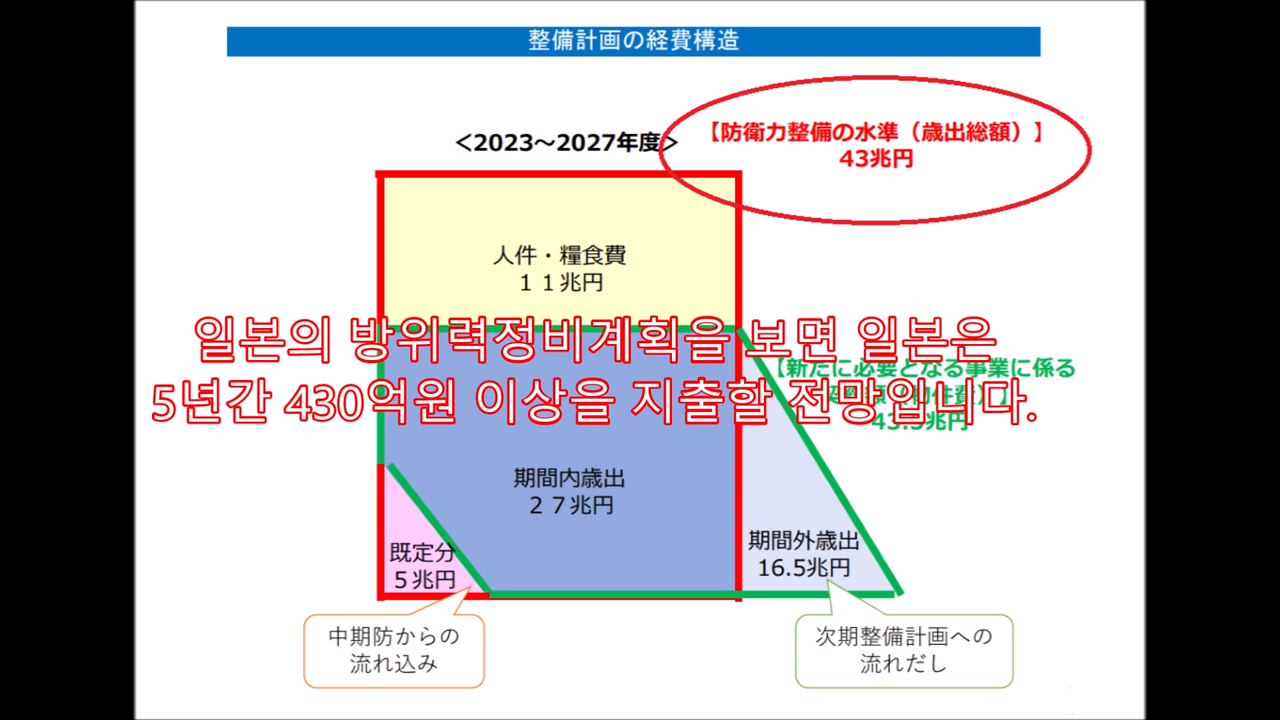 整備計画の経費構造
＜2023～2027年度＞
【防衛力整備の水準（歳出総額）】
43兆円
人件・糧食費
１１兆円
일본의 방위력정비계획을 보면 일본은
5년간 430억원 이상을 지출할 전망입니다.
【新たに必要となる事業に係る
（物件費）】
43.5兆円
期間内歳出
２７兆円
既定分
５兆円
期間外歳出
16.5兆円
中期防からの
流れ込み
次期整備計画への
流れだし